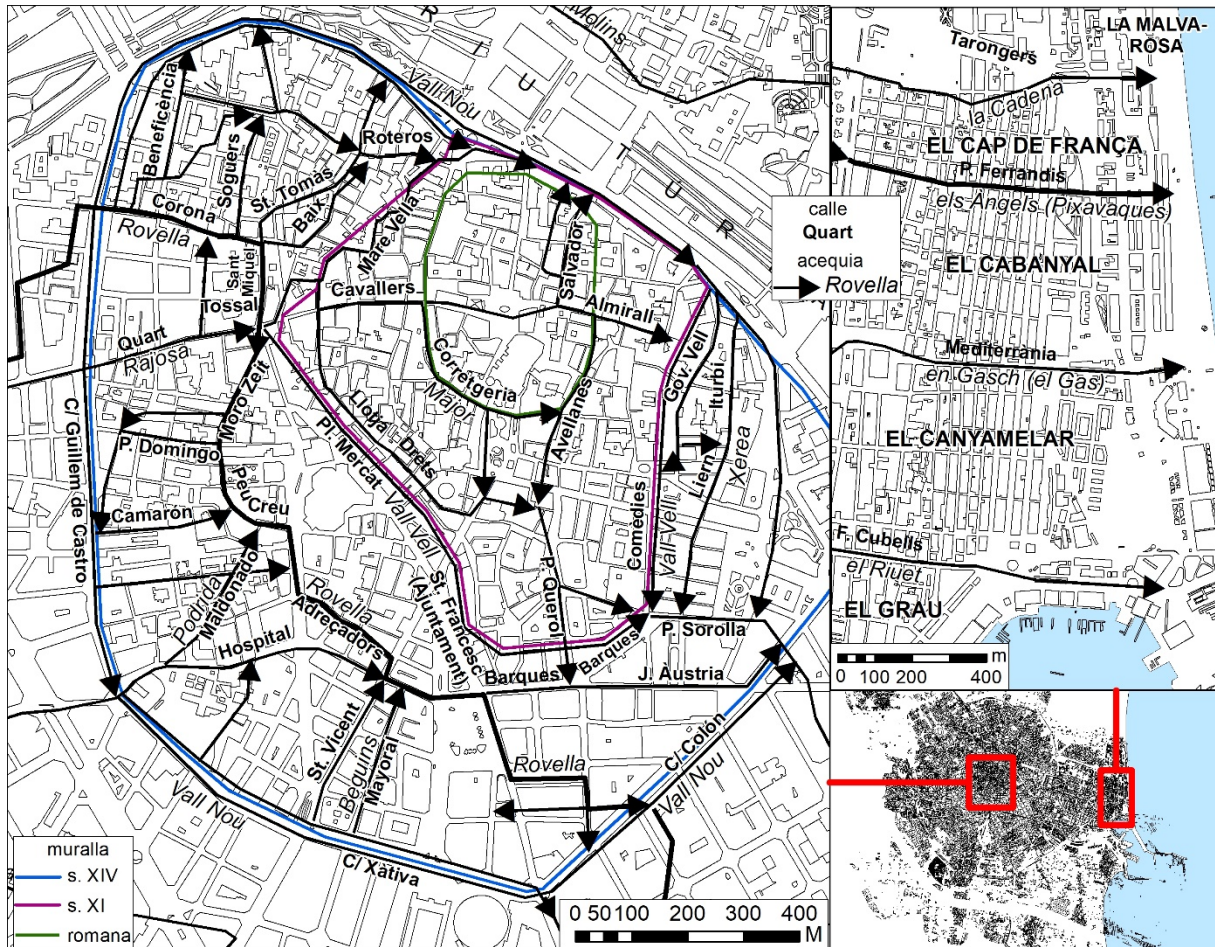 Molins
T U R I
T U R
Vall Nou
Beneficència
Soguers
Roteros
St. Tomàs
Corona
Baix
Rovella
Mare Vella
Salvador
Sant
Miquel
Cavallers
Tossal
Almirall
Quart
Rajosa
Corretgeria
Major
Gov. Vell
Iturbi
C/ Guillem de Castro
Moro Zeit
Llotja
Drets
Avellanes
Pl. Mercat
Vall Vell
P. Domingo
Liern
Xerea
Peu
Creu
Comèdies
Vall Vell
Camarón
Maldonado
Podrida
Rovella
Adreçadors
St. Francesc
(Ajuntament)
P. Querol
Hospital
Barques
P. Sorolla
Barques
J. Àustria
St. Vicent
Beguins
Mayoral
Rovella
C/ Colón
Vall Nou
Vall Nou
C/ Xàtiva
muralla
s. XIV
s. XI
romana
0 50 100 200 300 400
M
calle
Quart
acequia
Rovella
LA MALVA-
ROSA
Tarongers
la Cadena
EL CAP DE FRANÇA
P. Ferrandis
els Àngels (Pixavaques)
EL CABANYAL
Mediterrània
en Gasch (el Gas)
EL CANYAMELAR
F. Cubells
el Riuet
EL GRAU
m
0 100 200 400